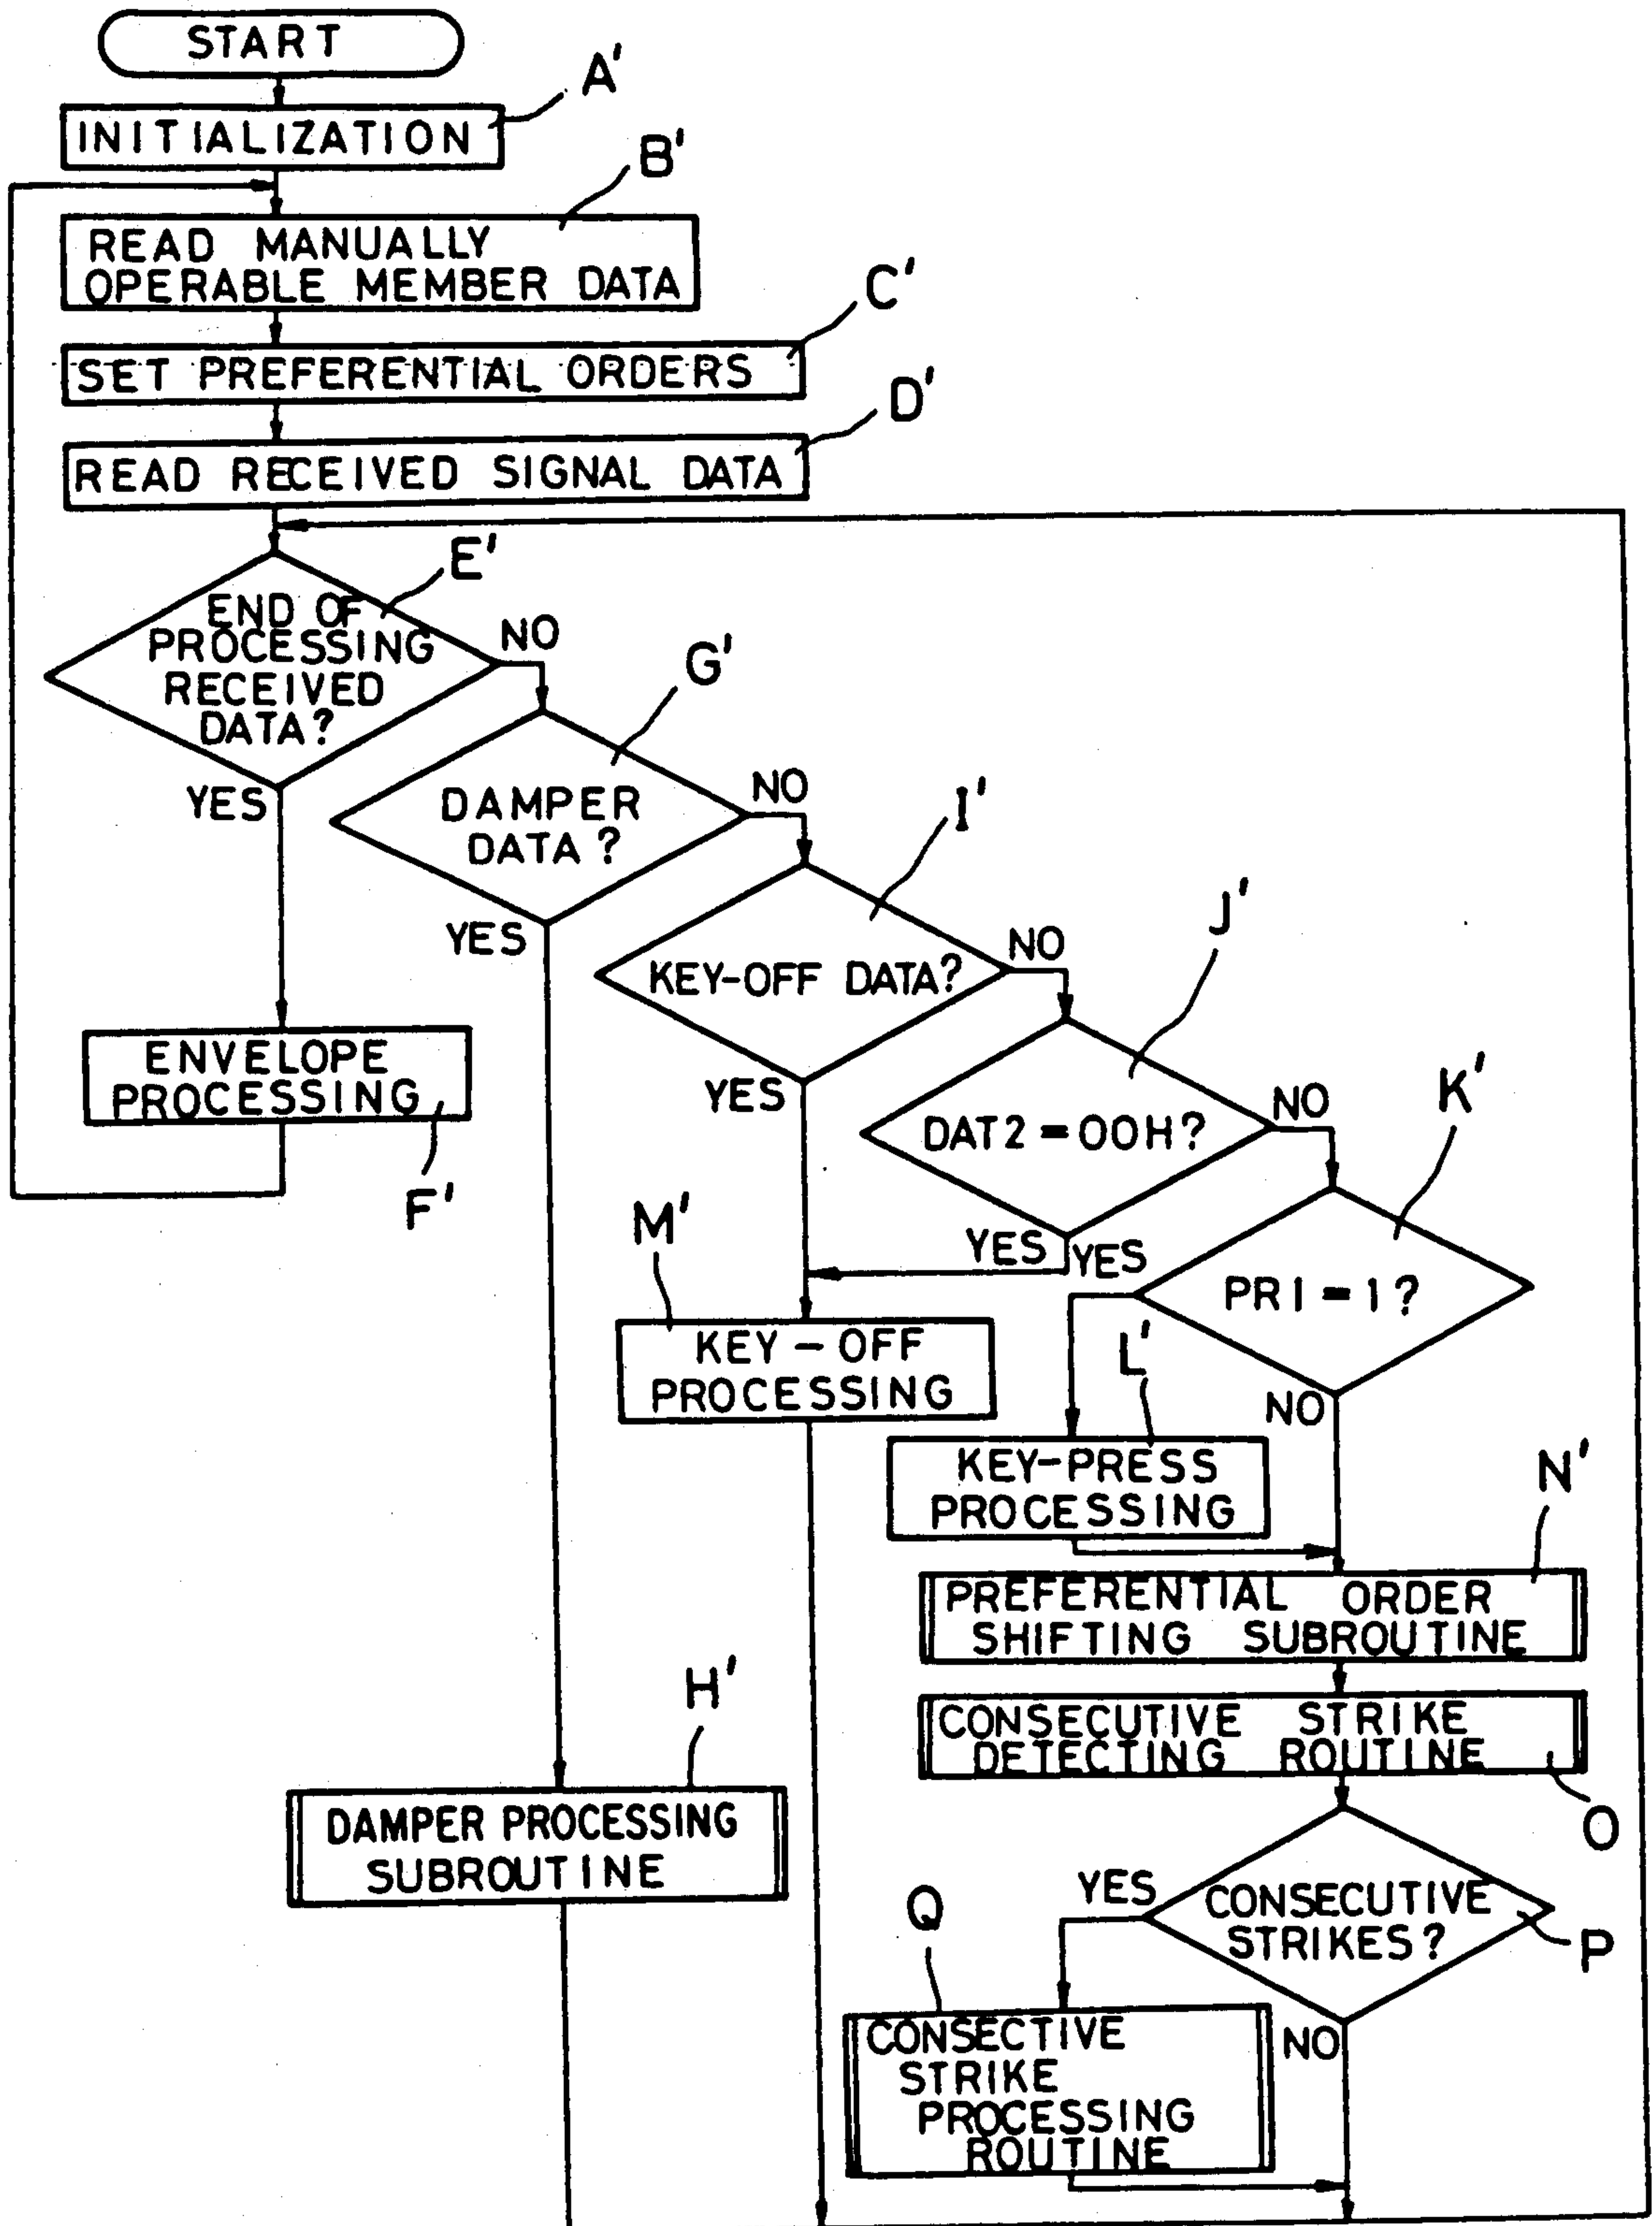 START
A'
INITIALIZATION
B'
READ MANUALLY
OPERABLE MEMBER DATA
C'
SET PREFERENTIAL ORDERS
D'
READ RECEIVED SIGNAL DATA
E'
END OF
PROCESSING
RECEIVED
DATA?
NO
YES
G'
DAMPER
DATA?
NO
YES
I'
KEY-OFF DATA?
NO
YES
J'
DAT2=00H?
NO
YES
K'
PRI=1?
YES
NO
ENVELOPE
PROCESSING
F'
M'
KEY-OFF
PROCESSING
L'
KEY-PRESS
PROCESSING
N'
PREFERENTIAL ORDER
SHIFTING SUBROUTINE
CONSECUTIVE STRIKE
DETECTING ROUTINE
O
H'
DAMPER PROCESSING
SUBROUTINE
CONSECUTIVE
STRIKES?
P
YES
NO
Q
CONSECTIVE
STRIKE
PROCESSING
ROUTINE